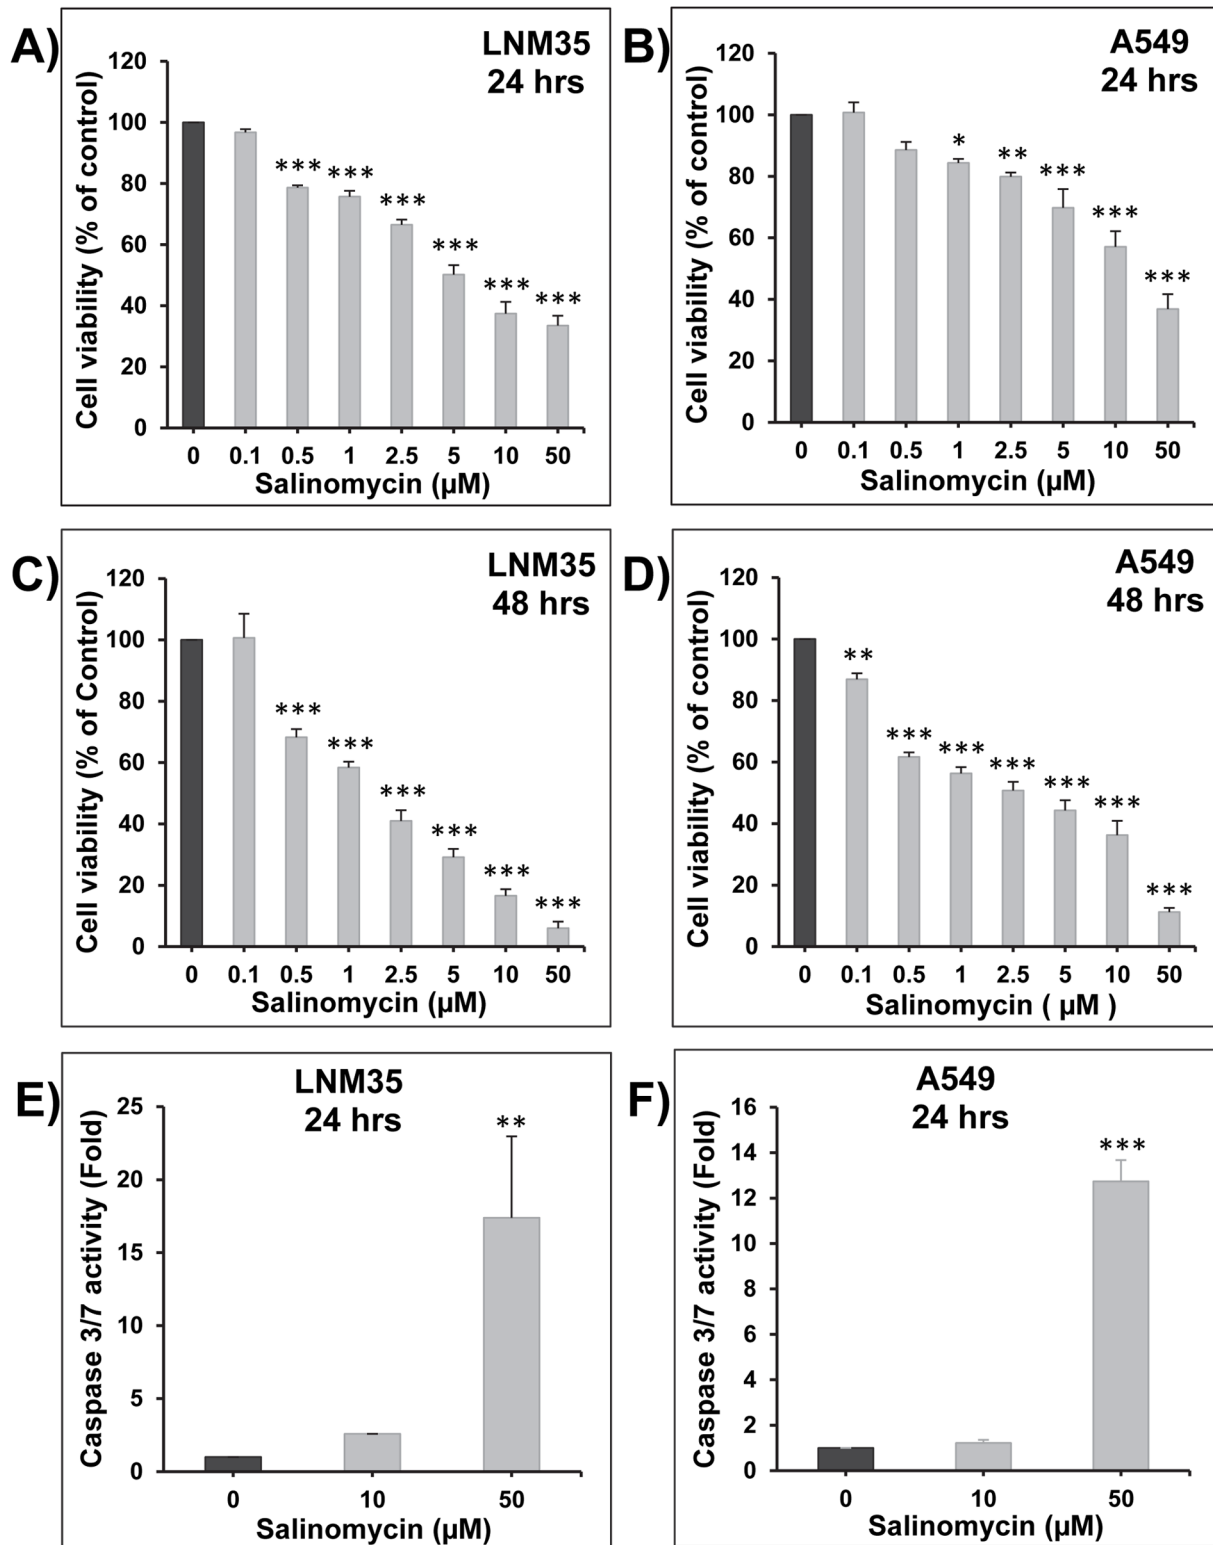 A)
LNM35
24 hrs
Cell viability (% of control)
120
100
80
60
40
20
0
***
***
***
***
***
***
0 0.1 0.5 1 2.5 5 10 50
Salinomycin (µM)
B)
A549
24 hrs
Cell viability (% of control)
120
100
80
60
40
20
0
*
**
***
***
***
0 0.1 0.5 1 2.5 5 10 50
Salinomycin (µM)
C)
LNM35
48 hrs
Cell viability (% of Control)
120
100
80
60
40
20
0
***
***
***
***
***
***
0 0.1 0.5 1 2.5 5 10 50
Salinomycin (µM)
D)
A549
48 hrs
Cell viability (% of control)
120
100
80
60
40
20
0
**
***
***
***
***
***
***
0 0.1 0.5 1 2.5 5 10 50
Salinomycin ( µM )
E)
LNM35
24 hrs
Caspase 3/7 activity (Fold)
25
20
15
10
5
0
**
0 10 50
Salinomycin (µM)
F)
A549
24 hrs
Caspase 3/7 activity (Fold)
16
14
12
10
8
6
4
2
0
***
0 10 50
Salinomycin (µM)